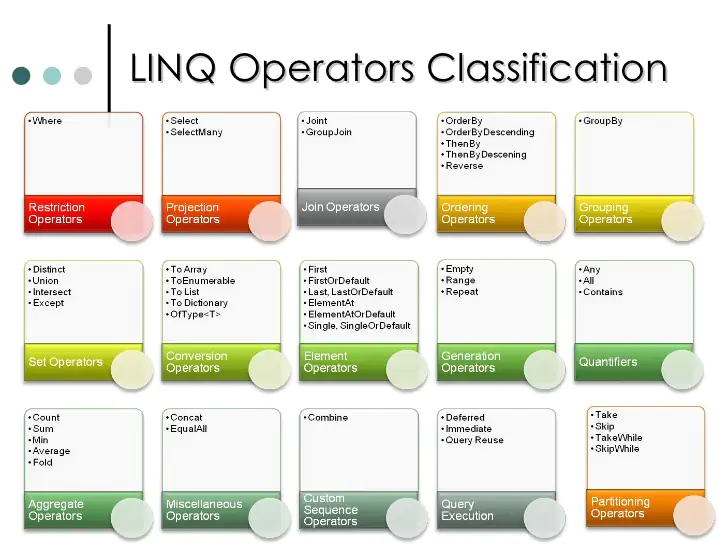 LINQ Operators Classification
• Where
Restriction
Operators
• Select
• SelectMany
Projection
Operators
• Joint
• GroupJoin
Join Operators
• OrderBy
• OrderByDescending
• ThenBy
• ThenByDescening
• Reverse
Ordering
Operators
• GroupBy
Grouping
Operators
• Distinct
• Union
• Intersect
• Except
Set Operators
• To Array
• ToEnumerable
• To List
• To Dictionary
• OfType<T>
Conversion
Operators
• First
• FirstOrDefault
• Last, LastOrDefault
• ElementAt
• ElementAtOrDefault
• Single, SingleOrDefault
Element
Operators
• Empty
• Range
• Repeat
Generation
Operators
• Any
• All
• Contains
Quantifiers
• Count
• Sum
• Min
• Average
• Fold
Aggregate
Operators
• Concat
• EqualAll
Miscellaneous
Operators
• Combine
Custom
Sequence
Operators
• Deferred
• Immediate
• Query Reuse
Query
Execution
• Take
• Skip
• TakeWhile
• SkipWhile
Partitioning
Operators